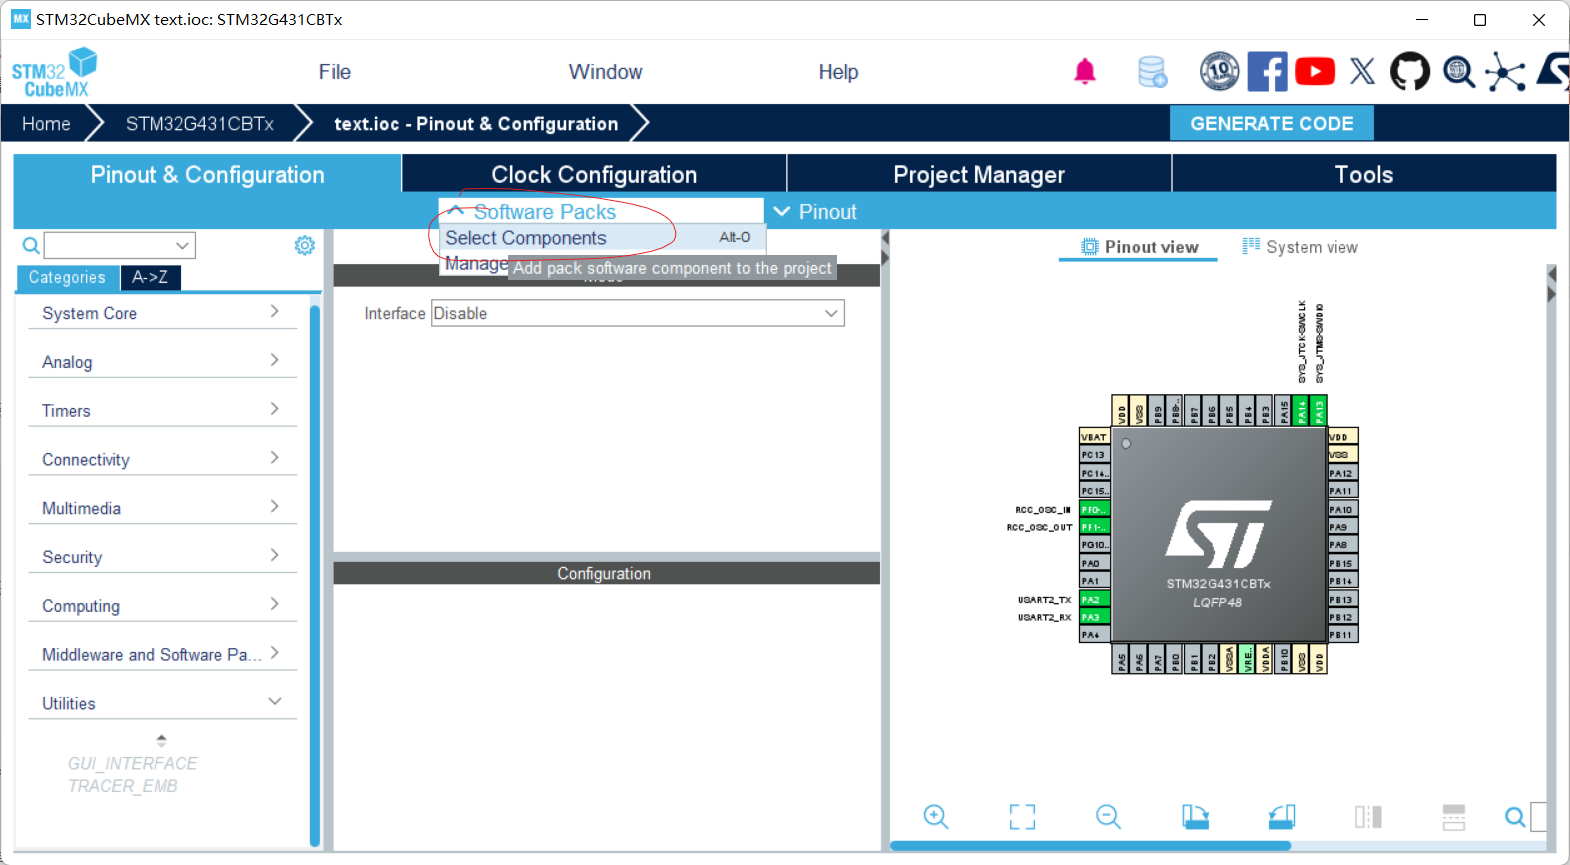 MX STM32CubeMX text.ioc: STM32G431CBTx
STM32
CubeMX
File
Window
Help
10
Home
STM32G431CBTx
text.ioc - Pinout & Configuration
GENERATE CODE
Pinout & Configuration
Clock Configuration
Project Manager
Tools
Software Packs
Pinout
Select Components Alt-O
Manage
Add pack software component to the project
Categories
A->Z
System Core
Analog
Timers
Connectivity
Multimedia
Security
Computing
Middleware and Software Pa...
Utilities
GUI_INTERFACE
TRACER_EMB
Interface Disable
Configuration
Pinout view
System view
SYS_JTCK-SWCLK
SYS_JTMS-SWDIO
VDD
VSS
PB9
PB8-..
PB7
PB6
PB5
PB4
PB3
PA15
PA14
PA13
VBAT
PC13
PC14..
PC15..
RCC_OSC_IN PF0-..
RCC_OSC_OUT PF1-..
PG10..
PA0
PA1
USART2_TX PA2
USART2_RX PA3
PA4
VDD
VSS
PA12
PA11
PA10
PA9
PA8
PB15
PB14
PB13
PB12
PB11
STM32G431CBTx
LQFP48
PA5
PA6
PA7
PB0
PB1
PB2
VSSA
VRE..
VDDA
PB10
VSS
VDD